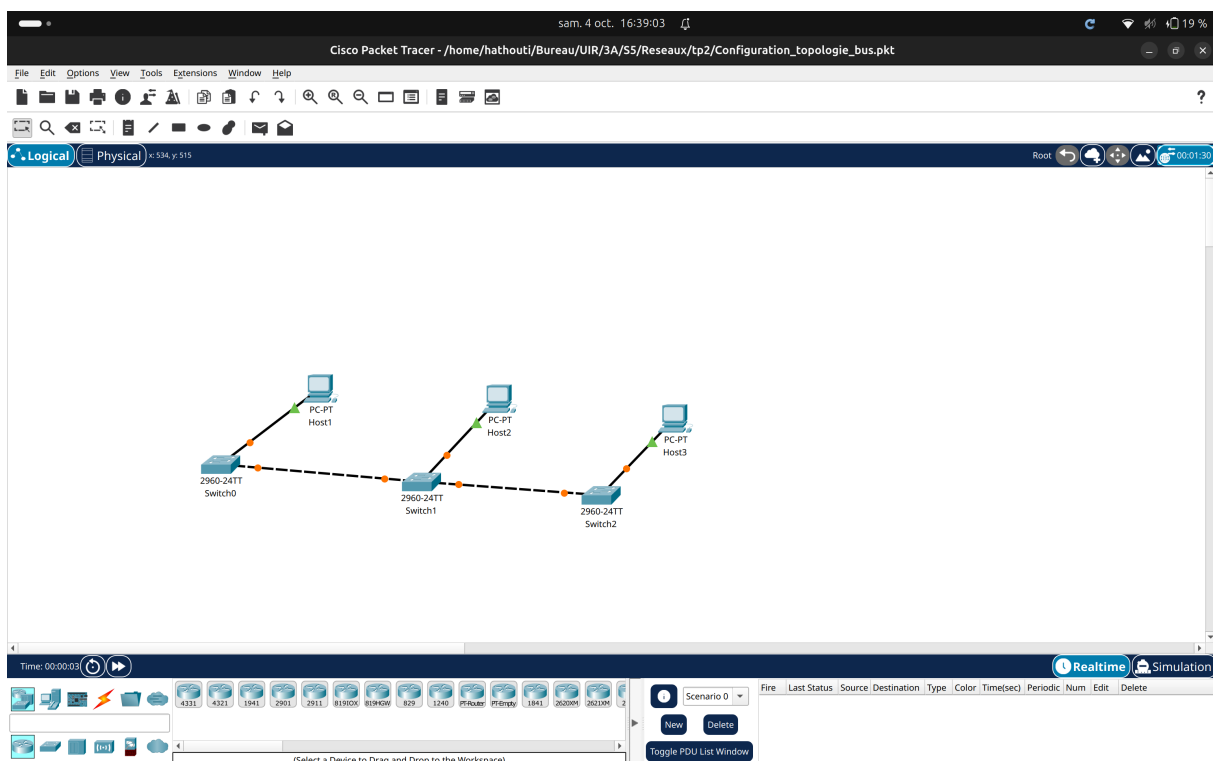 sam. 4 oct. 16:39:03
19 %
Cisco Packet Tracer - /home/hathouti/Bureau/UIR/3A/S5/Reseaux/tp2/Configuration_topologie_bus.pkt
File Edit Options View Tools Extensions Window Help
?
Logical Physical x: 534, y: 515
Root 00:01:30
PC-PT
Host1
PC-PT
Host2
PC-PT
Host3
2960-24TT
Switch0
2960-24TT
Switch1
2960-24TT
Switch2
Time: 00:00:03
Realtime Simulation
4331 4321 1941 2901 2911 819IOX 819HGW 829 1240 PT-Router PT-Empty 1841 2620XM 2621XM 2
(Select a Device to Drag and Drop to the Workspace)
Scenario 0
New Delete
Toggle PDU List Window
Fire Last Status Source Destination Type Color Time(sec) Periodic Num Edit Delete